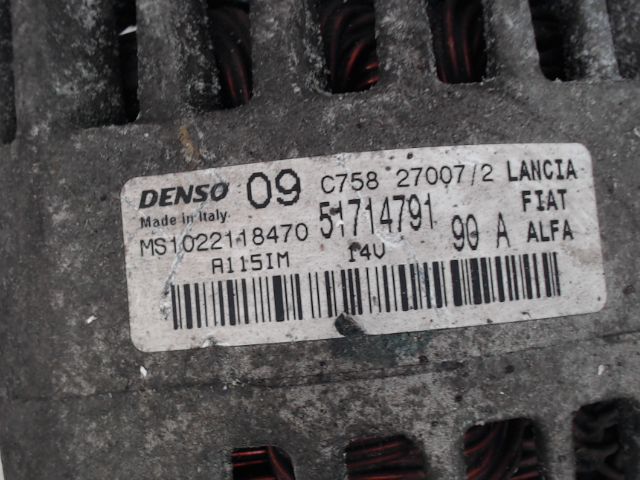 DENSO 09 C758 27007/2 LANCIA
Made in Italy 51714791 FIAT
MS1022118470 90 A ALFA
A115IM 14V